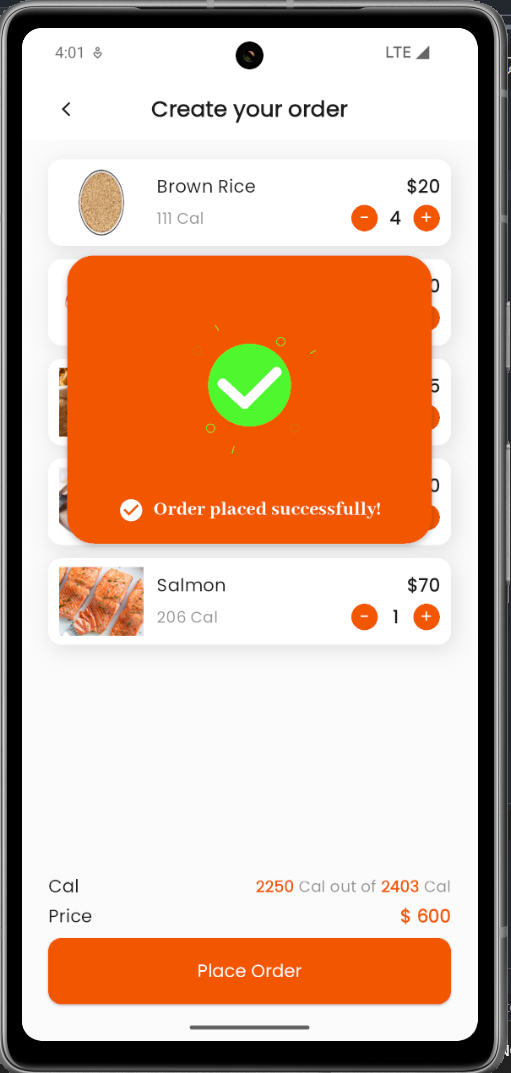 4:01 LTE
Create your order
Brown Rice $20
111 Cal - 4 +
Order placed successfully!
Salmon $70
206 Cal - 1 +
Cal 2250 Cal out of 2403 Cal
Price $ 600
Place Order